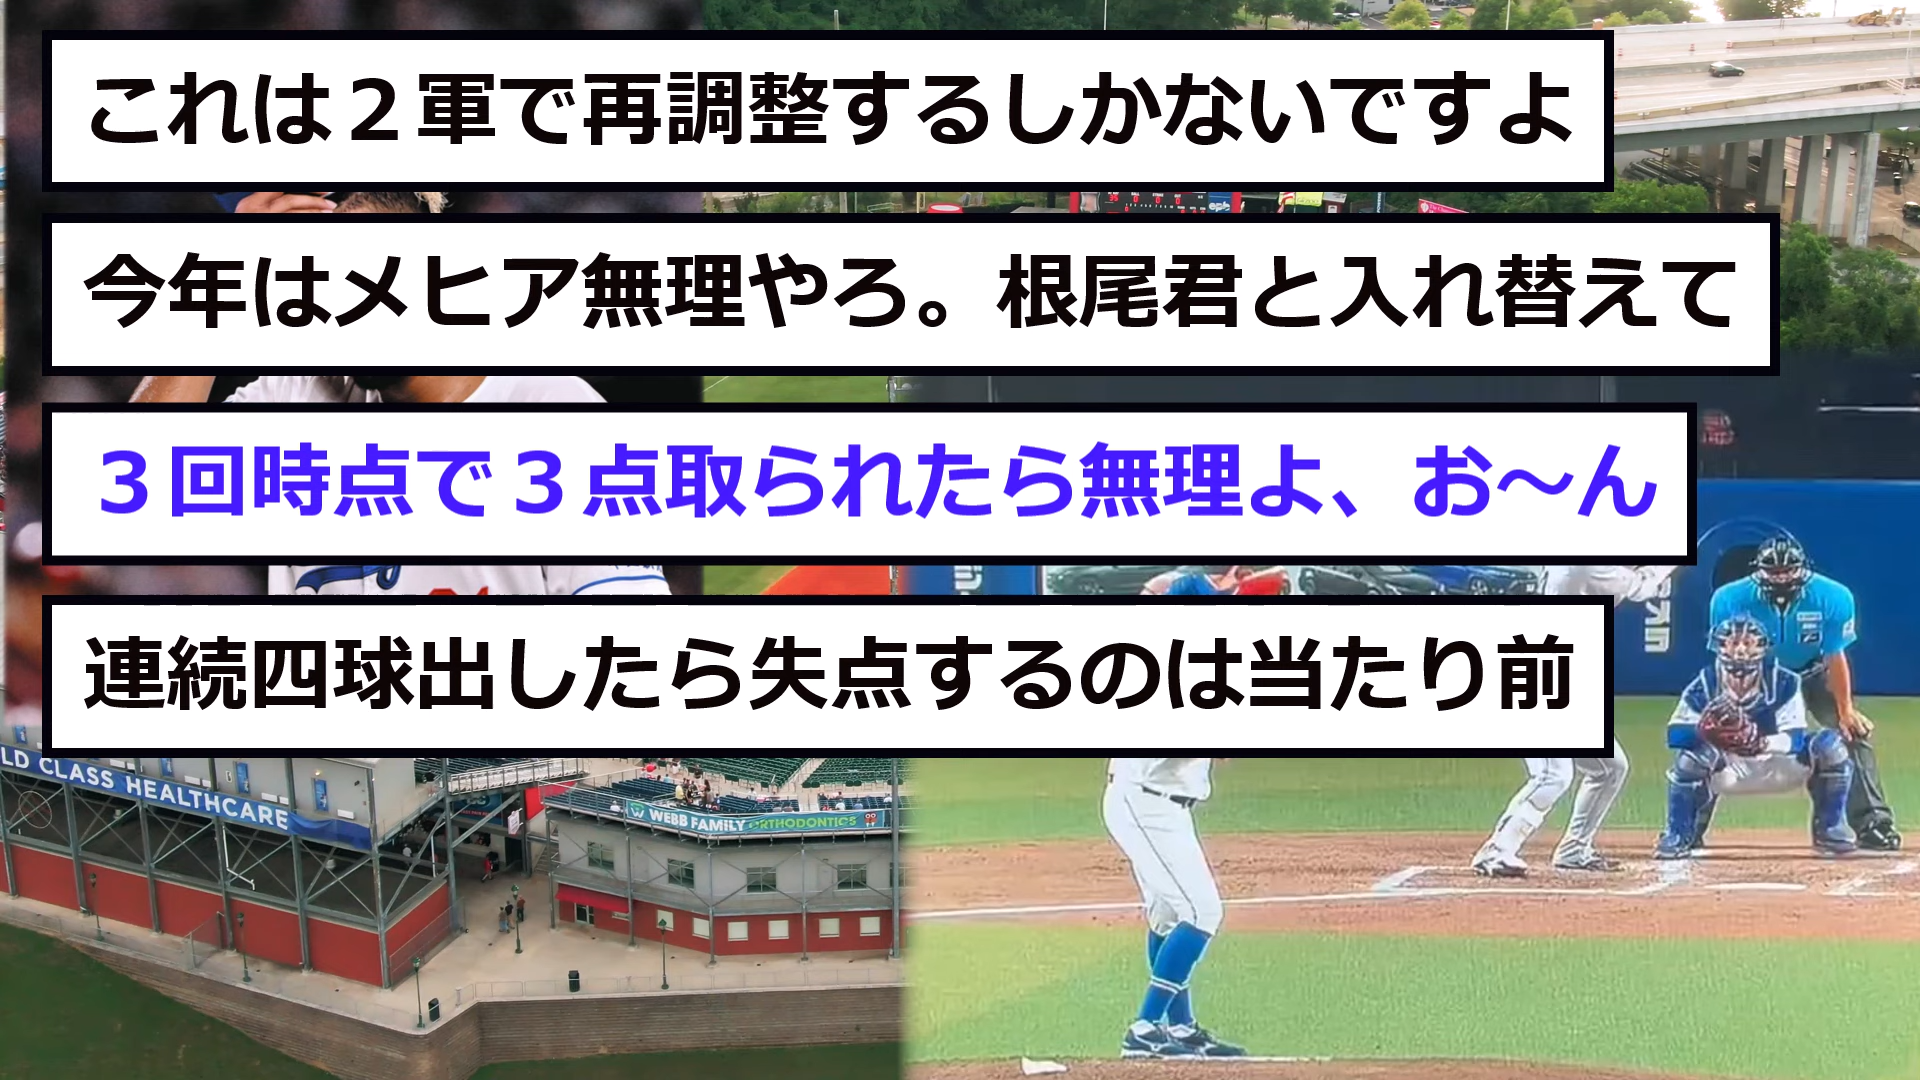 これは２軍で再調整するしかないですよ
今年はメヒア無理やろ。根尾君と入れ替えて
３回時点で３点取られたら無理よ、お～ん
連続四球出したら失点するのは当たり前
LD CLASS HEALTHCARE
WEBB FAMILY ORTHODONTICS